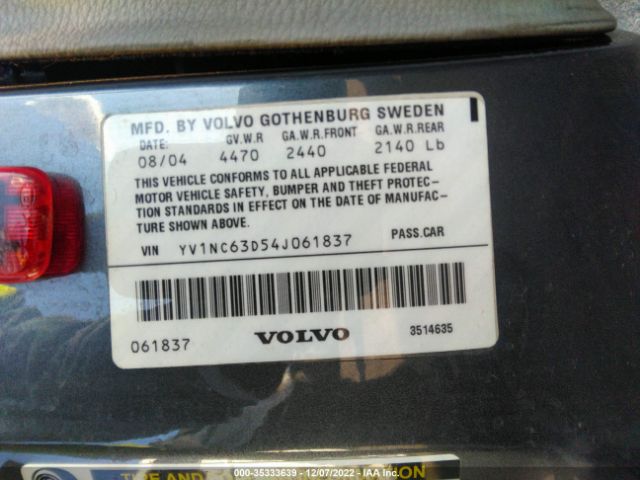 MFD. BY VOLVO GOTHENBURG SWEDEN
DATE: GV.W.R GA.W.R.FRONT GA.W.R.REAR
08/04 4470 2440 2140 Lb
THIS VEHICLE CONFORMS TO ALL APPLICABLE FEDERAL
MOTOR VEHICLE SAFETY, BUMPER AND THEFT PROTEC-
TION STANDARDS IN EFFECT ON THE DATE OF MANUFAC-
TURE SHOWN ABOVE.
VIN YV1NC63D54J061837 PASS.CAR
061837 VOLVO 3514635
TIRE AND
000-35333639 - 12/07/2022 - IAA Inc.